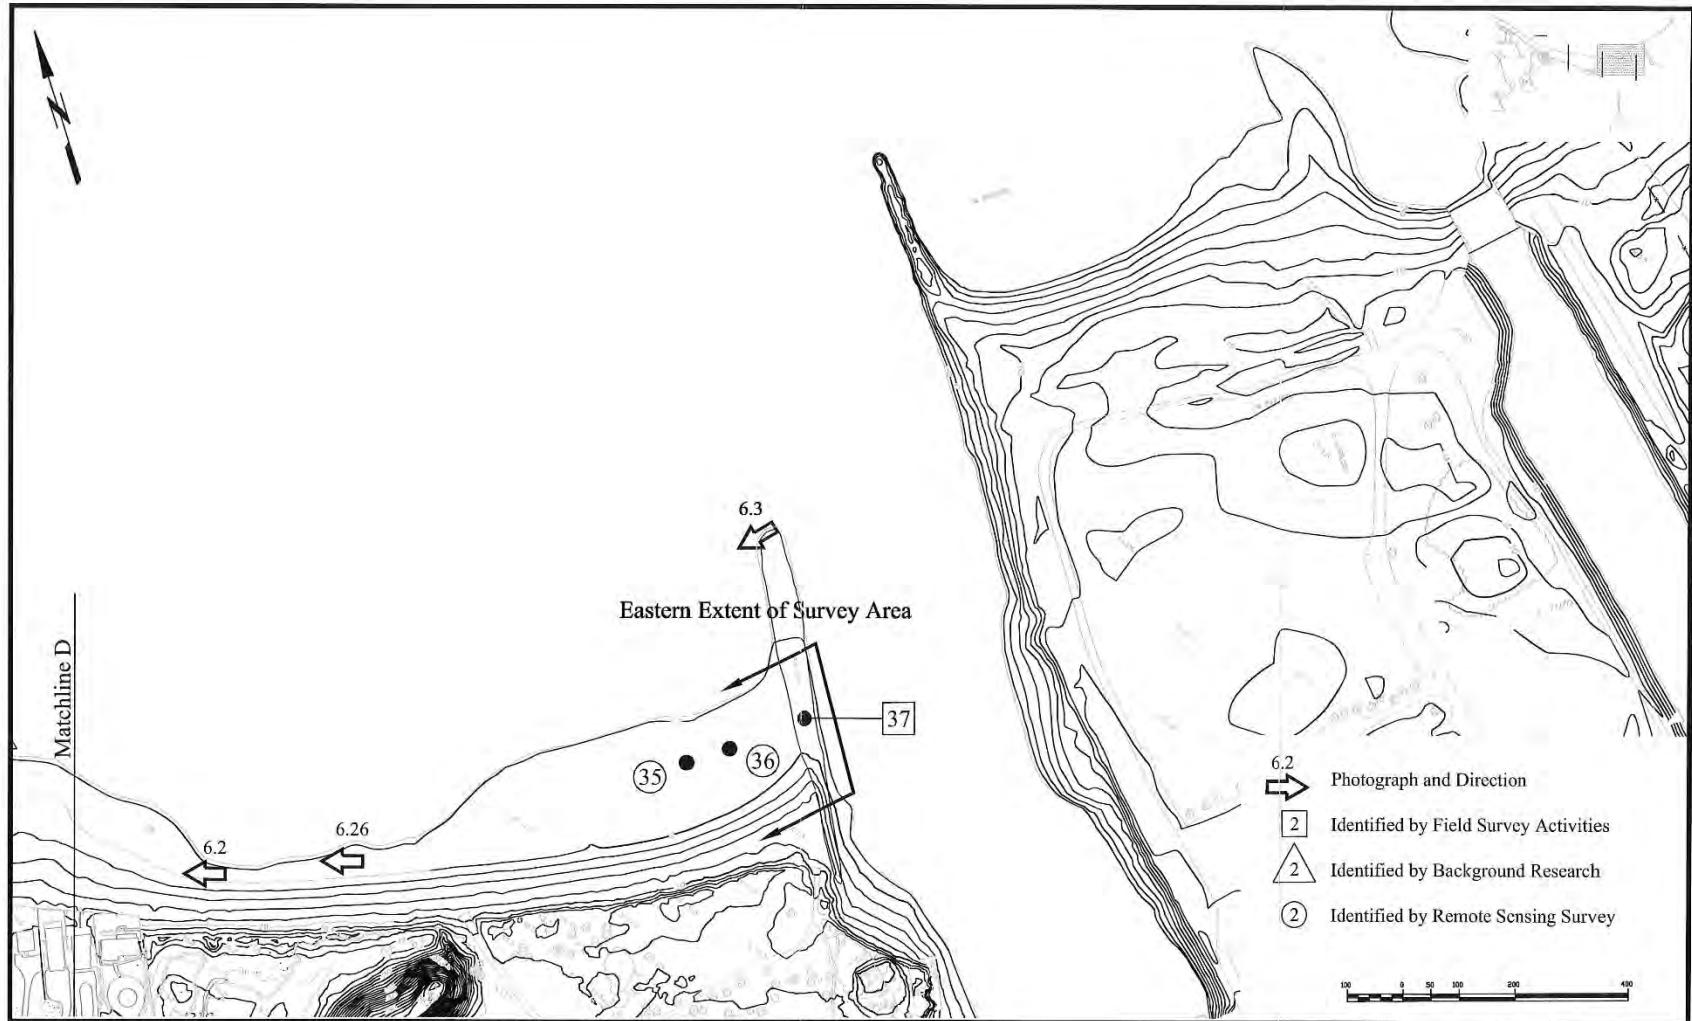 N
6.3
Eastern Extent of Survey Area
Matchline D
37
35
36
6.26
6.2
6.2
Photograph and Direction
2 Identified by Field Survey Activities
2 Identified by Background Research
2 Identified by Remote Sensing Survey
100 0 50 100 200 400